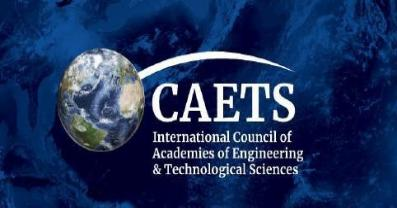 CAETS
International Council of
Academies of Engineering
& Technological Sciences